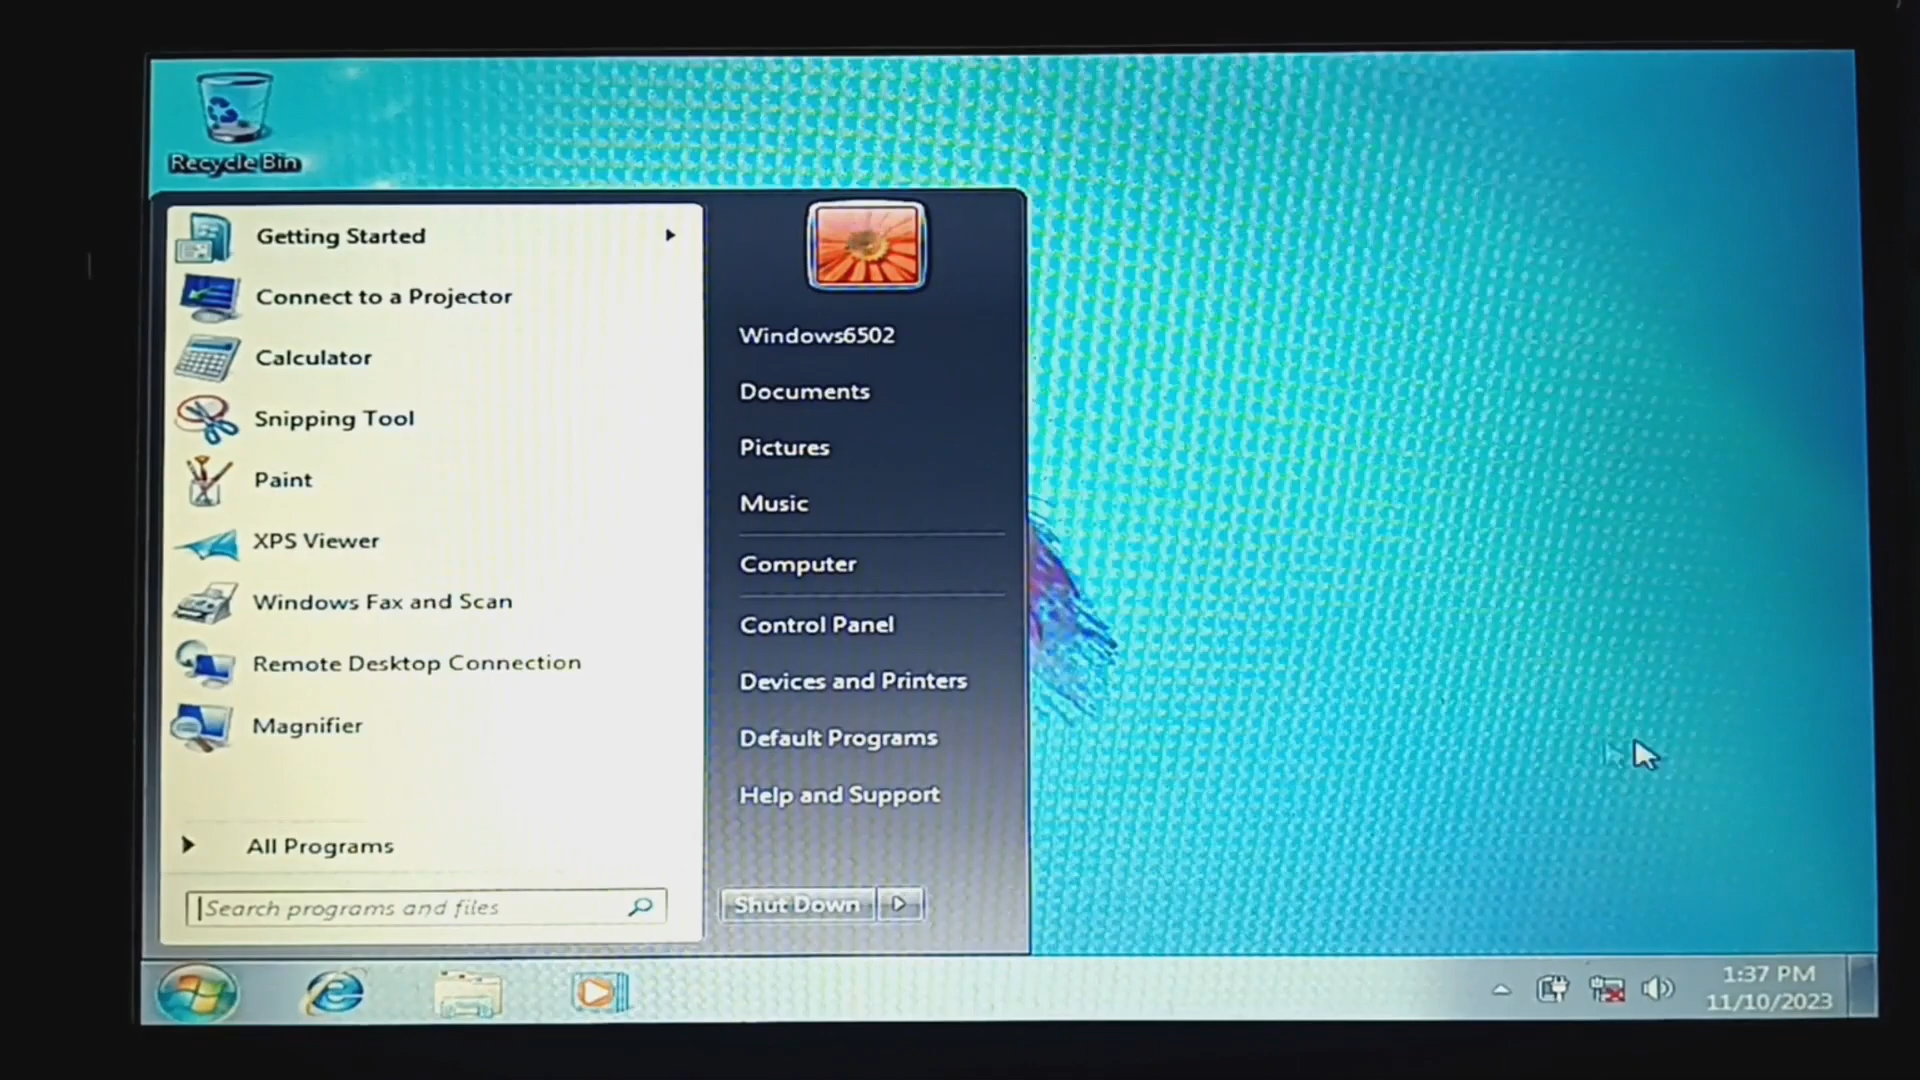 Recycle Bin
Getting Started
Connect to a Projector
Calculator
Snipping Tool
Paint
XPS Viewer
Windows Fax and Scan
Remote Desktop Connection
Magnifier
All Programs
Search programs and files
Windows6502
Documents
Pictures
Music
Computer
Control Panel
Devices and Printers
Default Programs
Help and Support
Shut Down
1:37 PM
11/10/2023